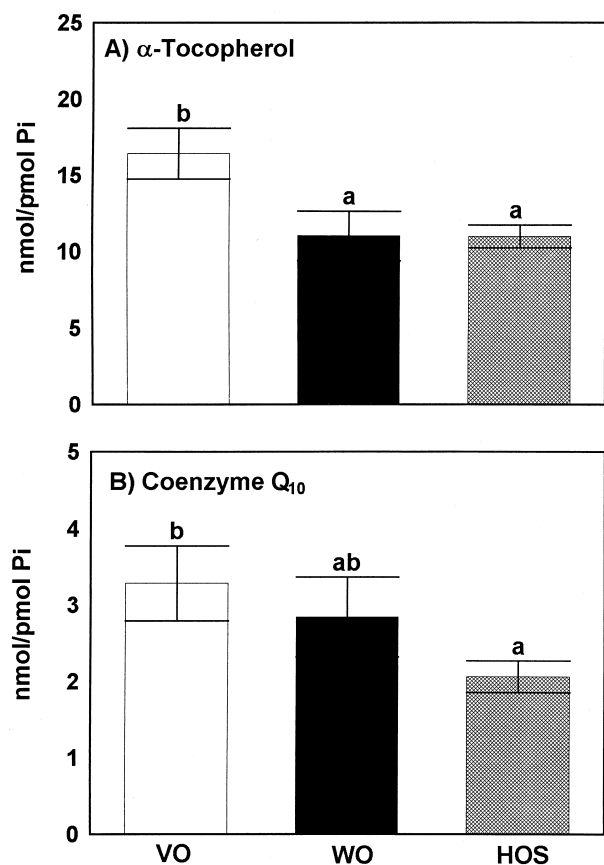 25
A) α-Tocopherol
20
15
10
5
0
nmol/pmol Pi
b
a
a
5
B) Coenzyme Q10
4
3
2
1
0
nmol/pmol Pi
b
ab
a
VO WO HOS